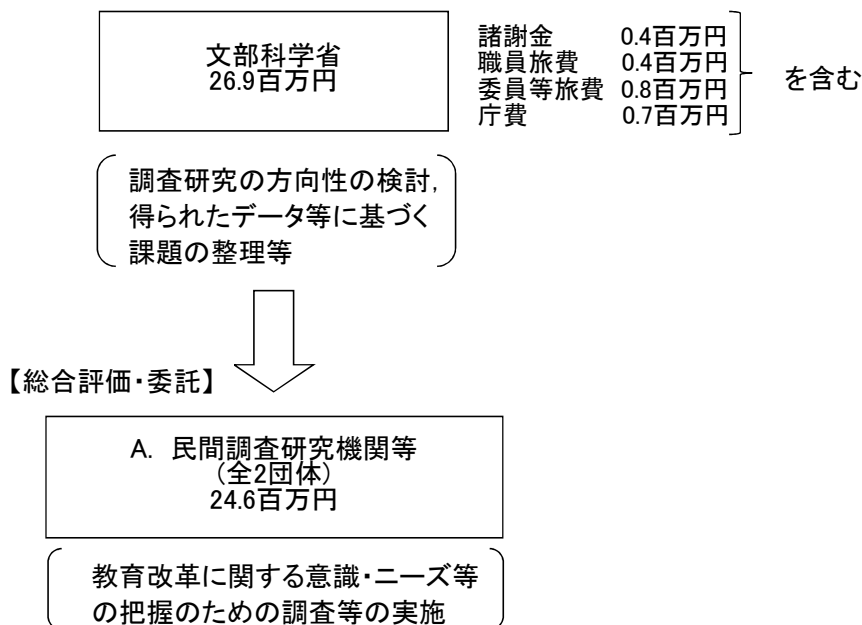 文部科学省
26.9百万円
諸謝金 0.4百万円
職員旅費 0.4百万円
委員等旅費 0.8百万円
庁費 0.7百万円
を含む
調査研究の方向性の検討，
得られたデータ等に基づく
課題の整理等
【総合評価・委託】
A. 民間調査研究機関等
（全2団体）
24.6百万円
教育改革に関する意識・ニーズ等
の把握のための調査等の実施